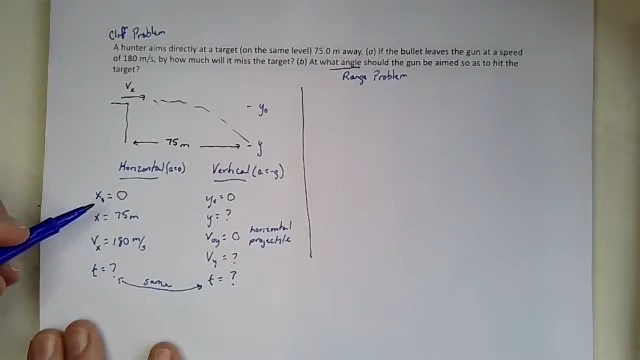 Cliff Problem
A hunter aims directly at a target (on the same level) 75.0 m away. (a) If the bullet leaves the gun at a speed
of 180 m/s, by how much will it miss the target? (b) At what angle should the gun be aimed so as to hit the
target?
Range Problem
Vx
- y₀
75 m
- y
Horizontal (a=0)
x₀ = 0
x = 75 m
Vx = 180 m/s
t = ?
Vertical (a=-g)
y₀ = 0
y = ?
V₀y = 0 horizontal projectile
Vy = ?
t = ?
same